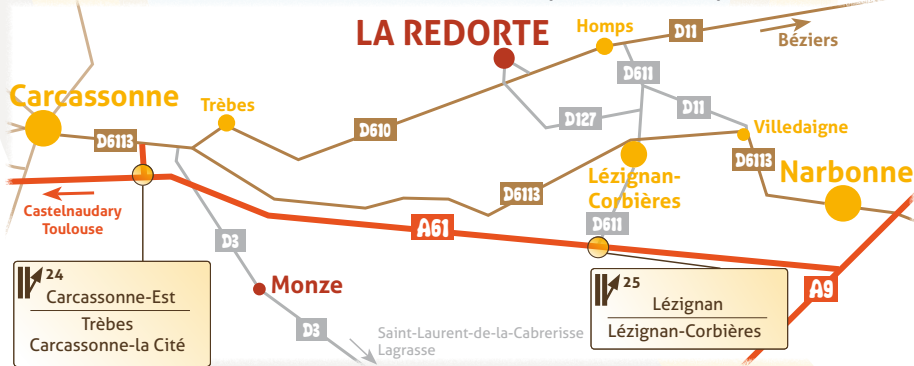 LA REDORTE
Homps
D11
Béziers
D611
Carcassonne
Trèbes
D127
D11
D610
Villedaigne
D6113
D6113
Lézignan-
Corbières
Narbonne
D6113
Castelnaudary
Toulouse
A61
D611
D3
24
Carcassonne-Est
Trèbes
Carcassonne-la Cité
Monze
25
Lézignan
Lézignan-Corbières
A9
D3
Saint-Laurent-de-la-Cabrerisse
Lagrasse